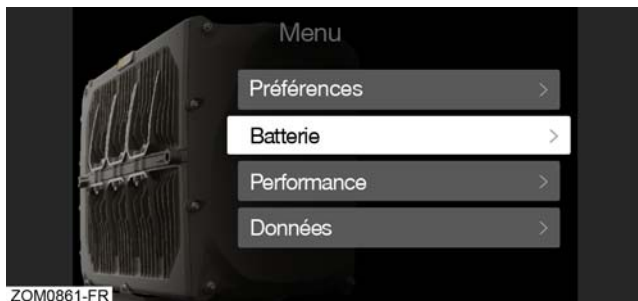 Menu
Préférences
Batterie
Performance
Données
ZOM0861-FR